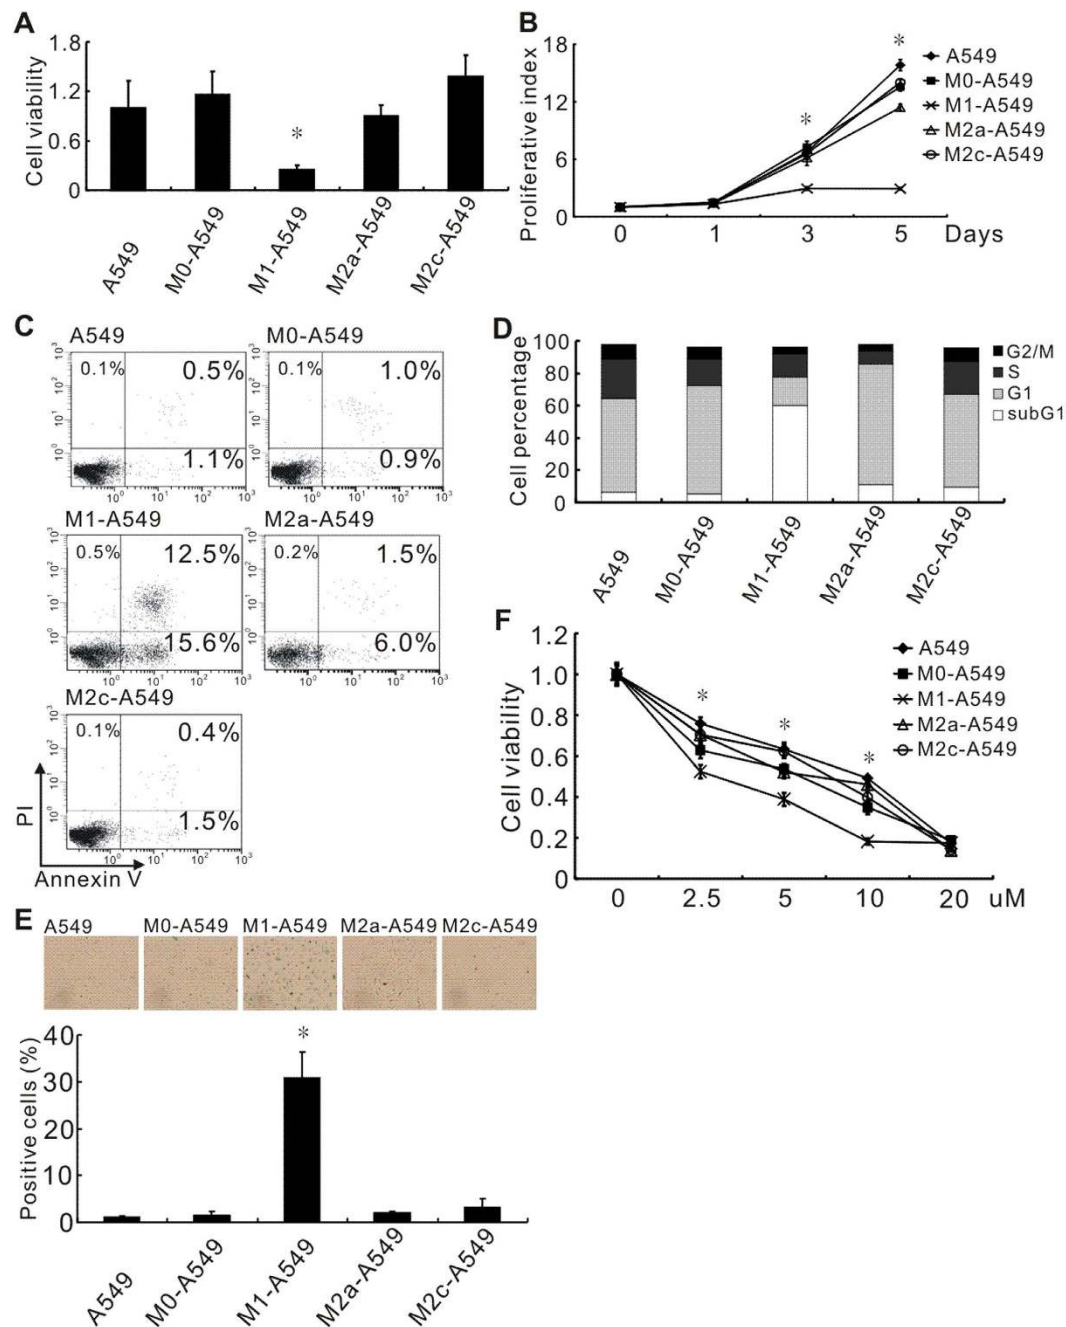 A
Cell viability
1.8
1.2
0.6
0
*
A549
M0-A549
M1-A549
M2a-A549
M2c-A549
B
Proliferative index
18
12
6
0
*
*
0 1 3 5 Days
A549
M0-A549
M1-A549
M2a-A549
M2c-A549
C
A549
0.1% 0.5%
1.1%
M0-A549
0.1% 1.0%
0.9%
M1-A549
0.5% 12.5%
15.6%
M2a-A549
0.2% 1.5%
6.0%
M2c-A549
0.1% 0.4%
1.5%
10⁰ 10¹ 10² 10³
PI
Annexin V
D
Cell percentage
100
80
60
40
20
0
G2/M
S
G1
subG1
A549
M0-A549
M1-A549
M2a-A549
M2c-A549
E
A549 M0-A549 M1-A549 M2a-A549 M2c-A549
Positive cells (%)
40
30
20
10
0
*
A549
M0-A549
M1-A549
M2a-A549
M2c-A549
F
Cell viability
1.2
1.0
0.8
0.6
0.4
0.2
0
*
*
*
0 2.5 5 10 20 uM
A549
M0-A549
M1-A549
M2a-A549
M2c-A549